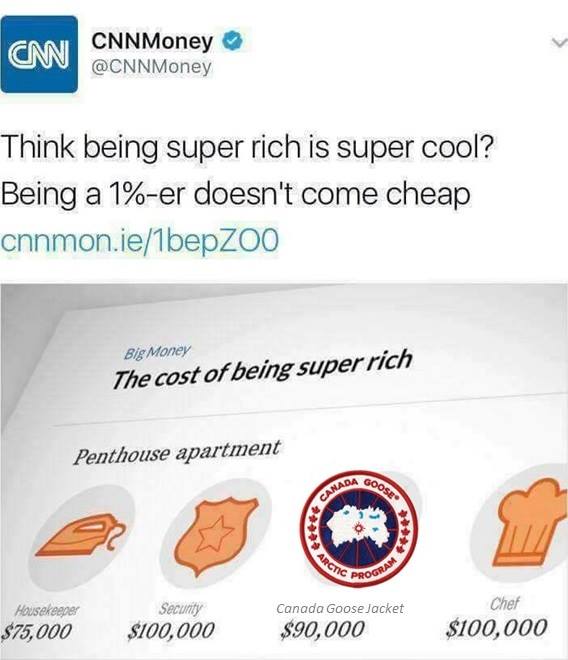 CNN
CNNMoney
@CNNMoney
Think being super rich is super cool?
Being a 1%-er doesn't come cheap
cnnmon.ie/1bepZO0
Big Money
The cost of being super rich
Penthouse apartment
CANADA GOOSE®
ARCTIC PROGRAM
Housekeeper
$75,000
Security
$100,000
Canada Goose Jacket
$90,000
Chef
$100,000